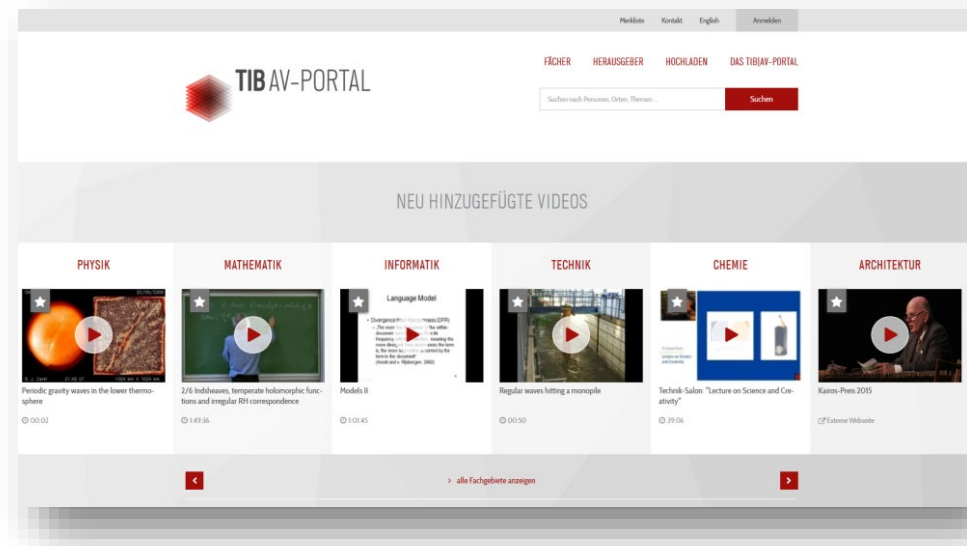 Merkliste Kontakt English Anmelden
TIB AV-PORTAL
FÄCHER HERAUSGEBER HOCHLADEN DAS TIB|AV-PORTAL
Suchen nach Personen, Orten, Themen ... Suchen
NEU HINZUGEFÜGTE VIDEOS
PHYSIK MATHEMATIK INFORMATIK TECHNIK CHEMIE ARCHITEKTUR
Language Model
Periodic gravity waves in the lower thermo-
sphere
00:02
2/6 Indsheaves, temperate holomorphic func-
tions and irregular RH correspondence
1:49:36
Models II
1:01:45
Regular waves hitting a monopile
00:50
Technik-Salon: "Lecture on Science and Cre-
ativity"
39:06
Kairos-Preis 2015
Externe Webseite
> alle Fachgebiete anzeigen